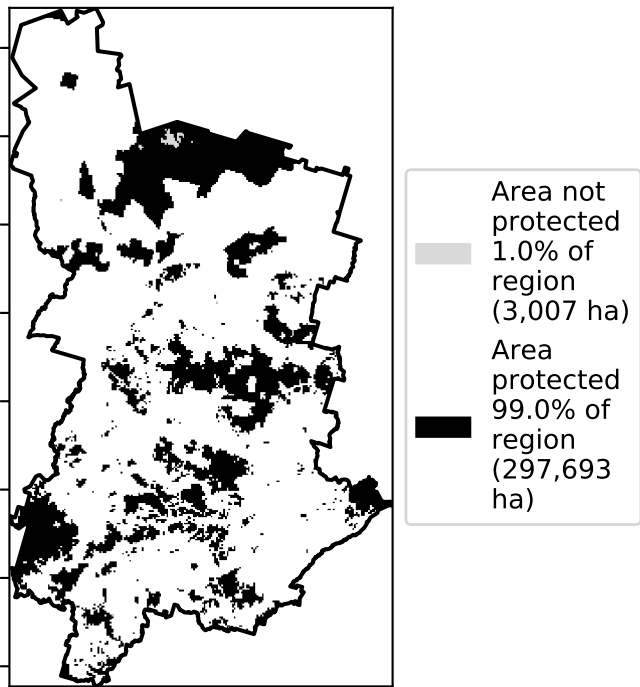 Area not
protected
1.0% of
region
(3,007 ha)
Area
protected
99.0% of
region
(297,693
ha)